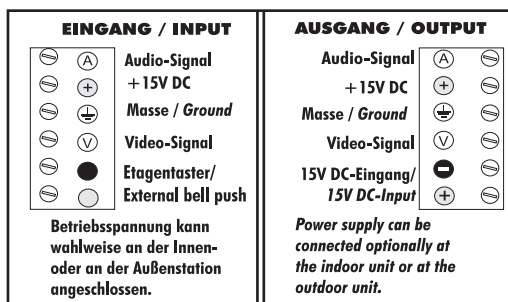 EINGANG / INPUT
A Audio-Signal
+ +15V DC
Masse / Ground
V Video-Signal
Etagentaster/
External bell push
Betriebsspannung kann
wahlweise an der Innen-
oder an der Außenstation
angeschlossen.
AUSGANG / OUTPUT
Audio-Signal A
+15V DC +
Masse / Ground
Video-Signal V
15V DC-Eingang/ -
15V DC-Input +
Power supply can be
connected optionally at
the indoor unit or at the
outdoor unit.